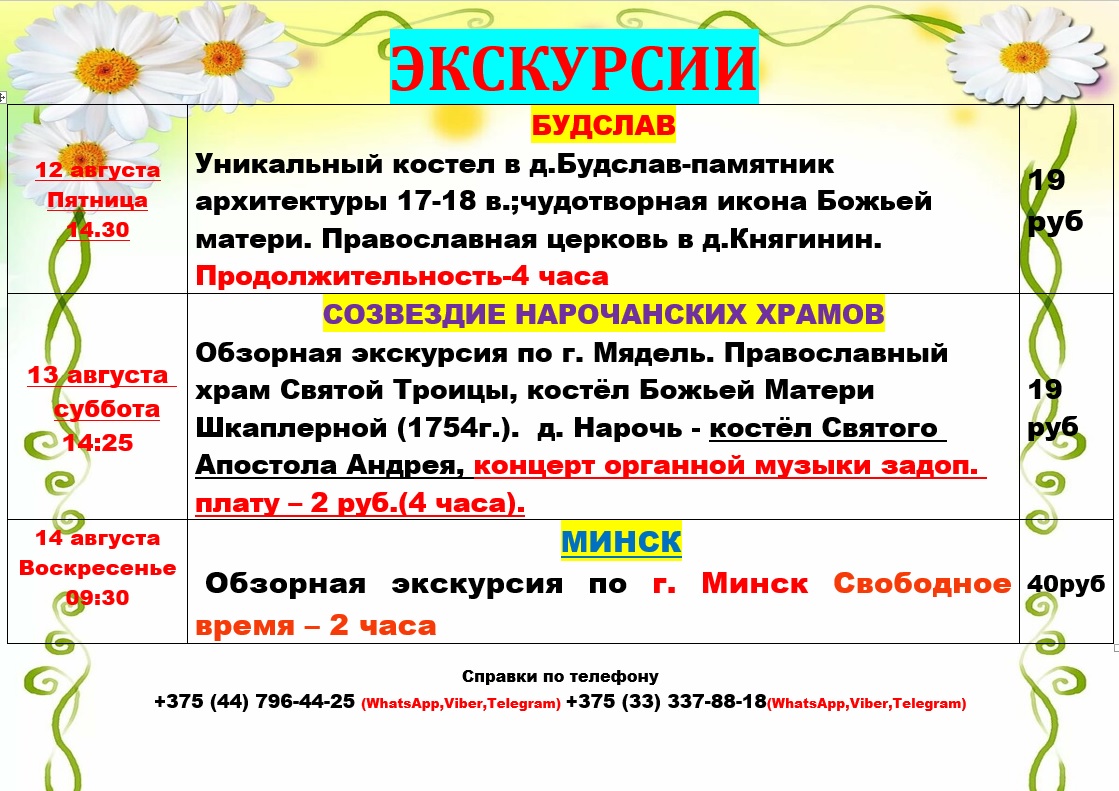 ЭКСКУРСИИ
12 августа
Пятница
14.30
БУДСЛАВ
Уникальный костел в д.Будслав-памятник
архитектуры 17-18 в.;чудотворная икона Божьей
матери. Православная церковь в д.Княгинин.
Продолжительность-4 часа
19
руб
13 августа
суббота
14:25
СОЗВЕЗДИЕ НАРОЧАНСКИХ ХРАМОВ
Обзорная экскурсия по г. Мядель. Православный
храм Святой Троицы, костёл Божьей Матери
Шкаплерной (1754г.). д. Нарочь - костёл Святого
Апостола Андрея, концерт органной музыки задоп.
плату – 2 руб.(4 часа).
19
руб
14 августа
Воскресенье
09:30
МИНСК
Обзорная экскурсия по г. Минск Свободное
время – 2 часа
40руб
Справки по телефону
+375 (44) 796-44-25 (WhatsApp,Viber,Telegram) +375 (33) 337-88-18(WhatsApp,Viber,Telegram)